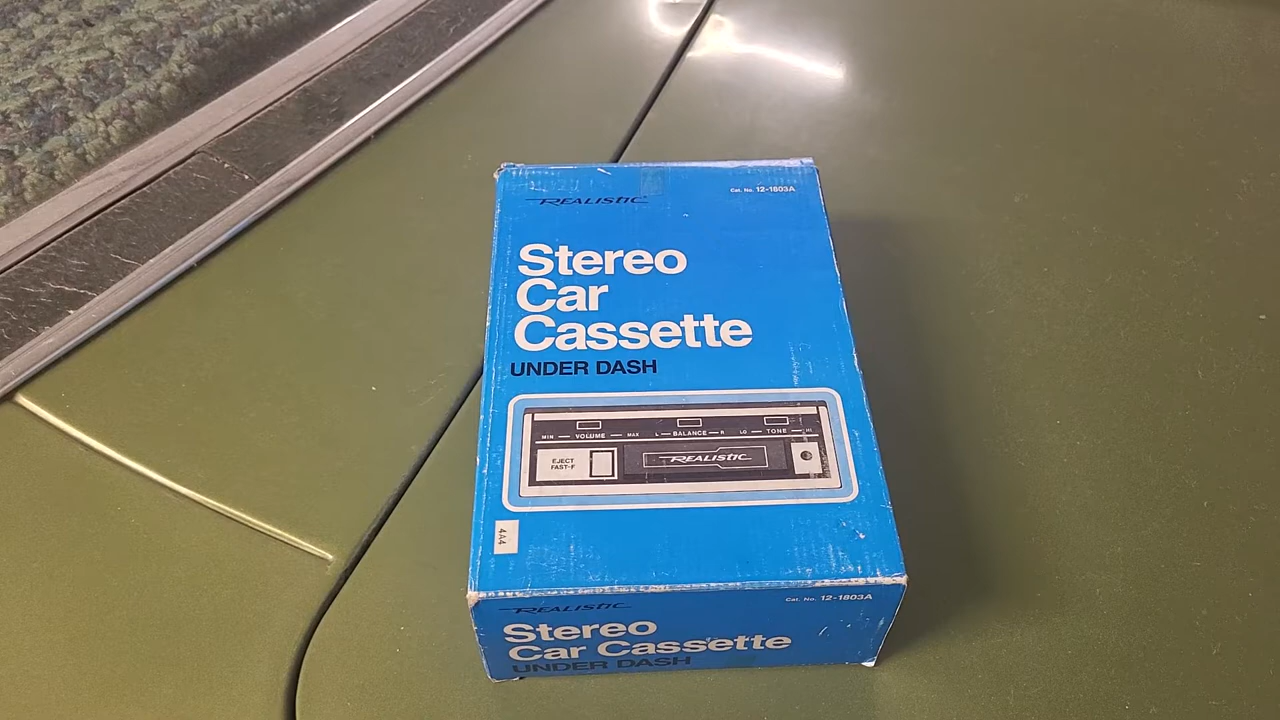 REALISTIC
Cat. No. 12-1803A
Stereo
Car
Cassette
UNDER DASH
MIN VOLUME MAX L BALANCE R LO TONE HI
EJECT
FAST-F
REALISTIC
4A4
REALISTIC
Cat. No. 12-1803A
Stereo
Car Cassette
UNDER DASH